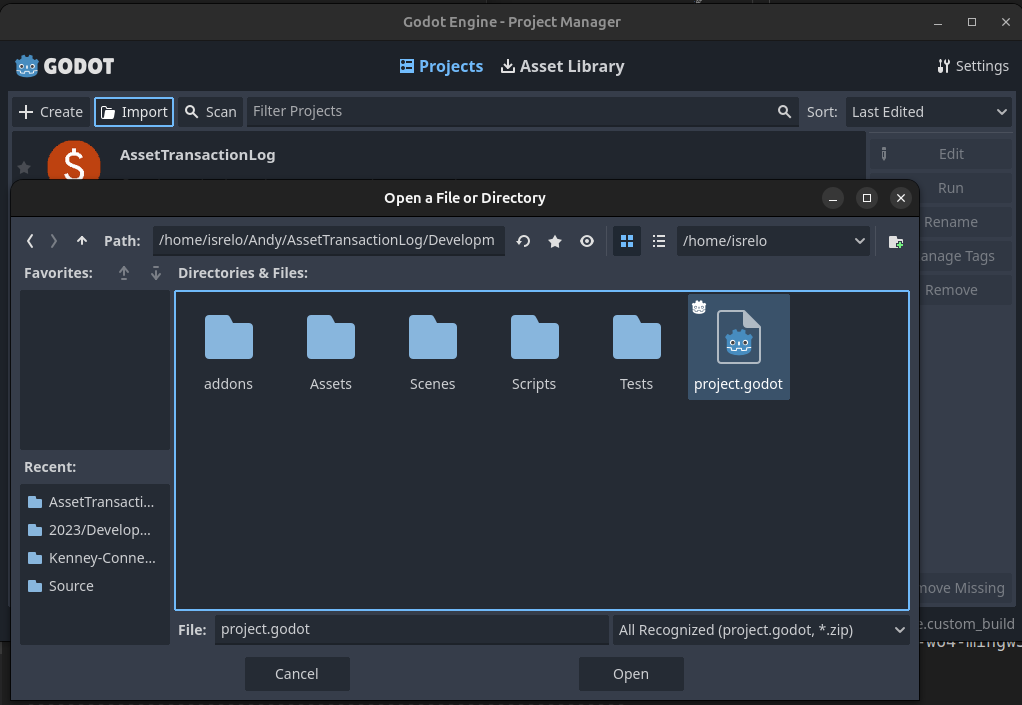 Godot Engine - Project Manager
GODOT
Projects
Asset Library
Settings
Create
Import
Scan
Filter Projects
Sort:
Last Edited
AssetTransactionLog
Edit
Run
Rename
anage Tags
Remove
Open a File or Directory
Path:
/home/isrelo/Andy/AssetTransactionLog/Developm
/home/isrelo
Favorites:
Directories & Files:
addons
Assets
Scenes
Scripts
Tests
project.godot
Recent:
AssetTransacti...
2023/Develop...
Kenney-Conne...
Source
move Missing
File:
project.godot
All Recognized (project.godot, *.zip)
e.custom_build
Cancel
Open